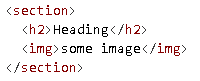 <section>
  <h2>Heading</h2>
  <img>some image</img>
</section>